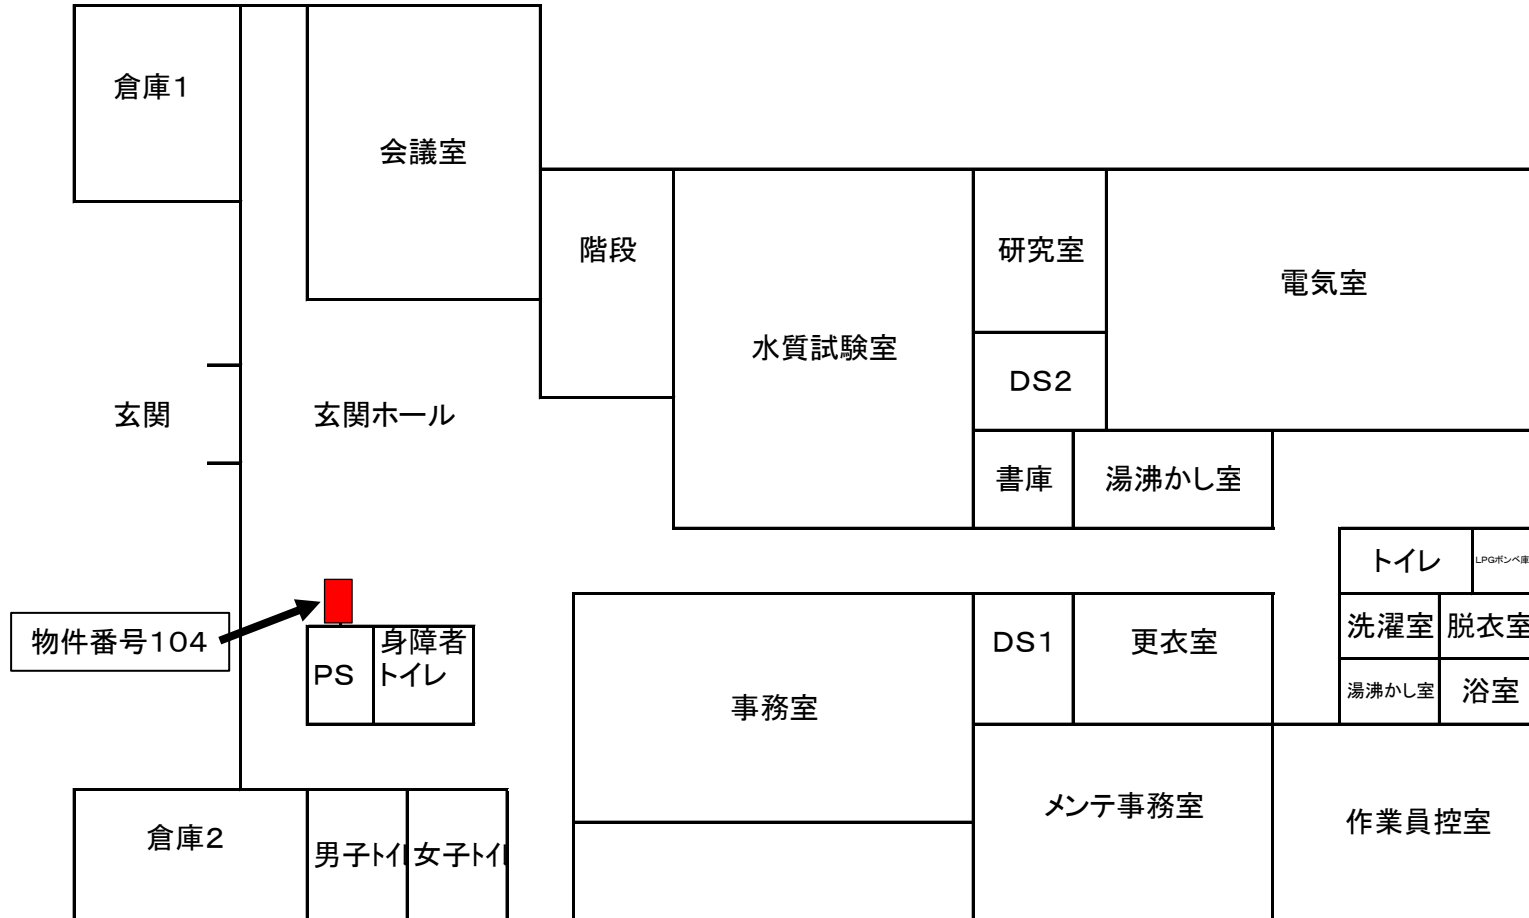 倉庫１
会議室
階段
研究室
電気室
水質試験室
DS2
玄関
玄関ホール
書庫
湯沸かし室
トイレ
LPGボンベ庫
物件番号104
PS
身障者
トイレ
DS1
更衣室
洗濯室
脱衣室
湯沸かし室
浴室
事務室
メンテ事務室
作業員控室
倉庫2
男子トイ
女子トイ